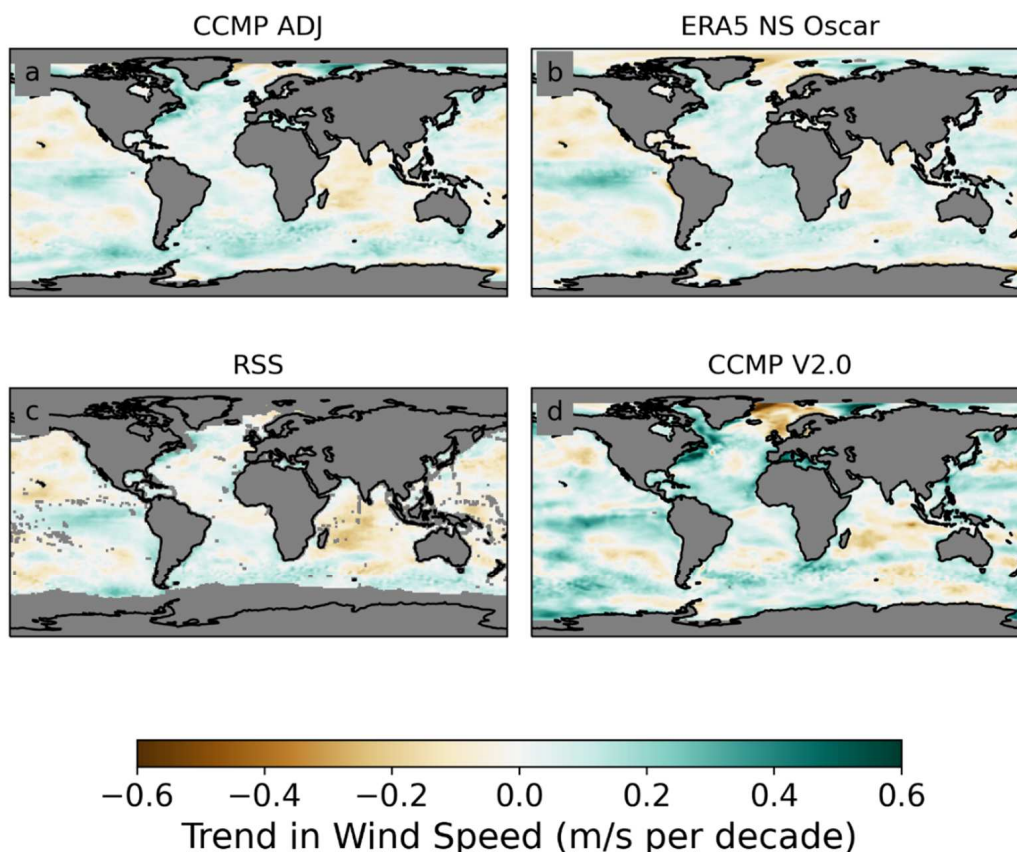 CCMP ADJ
ERA5 NS Oscar
a
b
RSS
CCMP V2.0
c
d
−0.6 −0.4 −0.2 0.0 0.2 0.4 0.6
Trend in Wind Speed (m/s per decade)